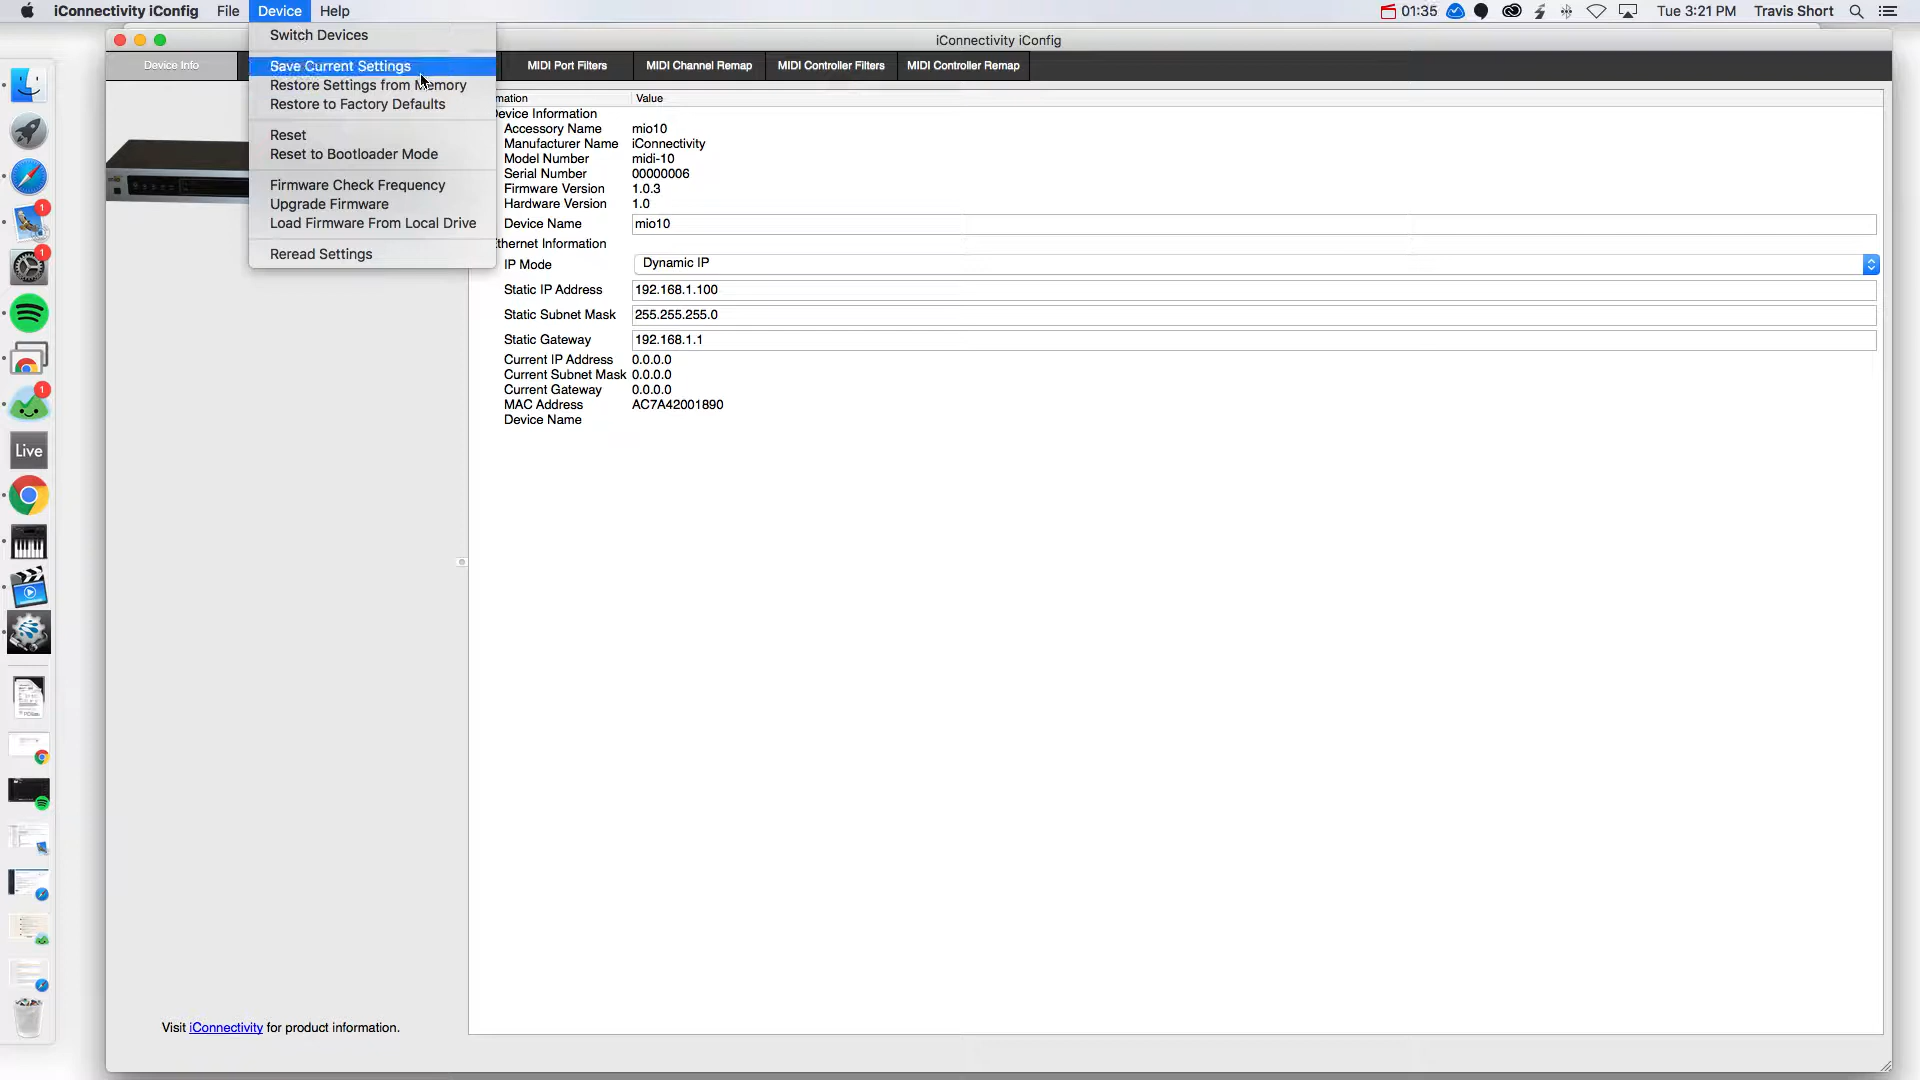 iConnectivity iConfig File Device Help 01:35 Tue 3:21 PM Travis Short
Switch Devices
Save Current Settings
Restore Settings from Memory
Restore to Factory Defaults
Reset
Reset to Bootloader Mode
Firmware Check Frequency
Upgrade Firmware
Load Firmware From Local Drive
Reread Settings
iConnectivity iConfig
Device Info MIDI Port Filters MIDI Channel Remap MIDI Controller Filters MIDI Controller Remap
mation Value
evice Information
Accessory Name mio10
Manufacturer Name iConnectivity
Model Number midi-10
Serial Number 00000006
Firmware Version 1.0.3
Hardware Version 1.0
Device Name mio10
thernet Information
IP Mode Dynamic IP
Static IP Address 192.168.1.100
Static Subnet Mask 255.255.255.0
Static Gateway 192.168.1.1
Current IP Address 0.0.0.0
Current Subnet Mask 0.0.0.0
Current Gateway 0.0.0.0
MAC Address AC7A42001890
Device Name
1
1
1
Live
Visit iConnectivity for product information.